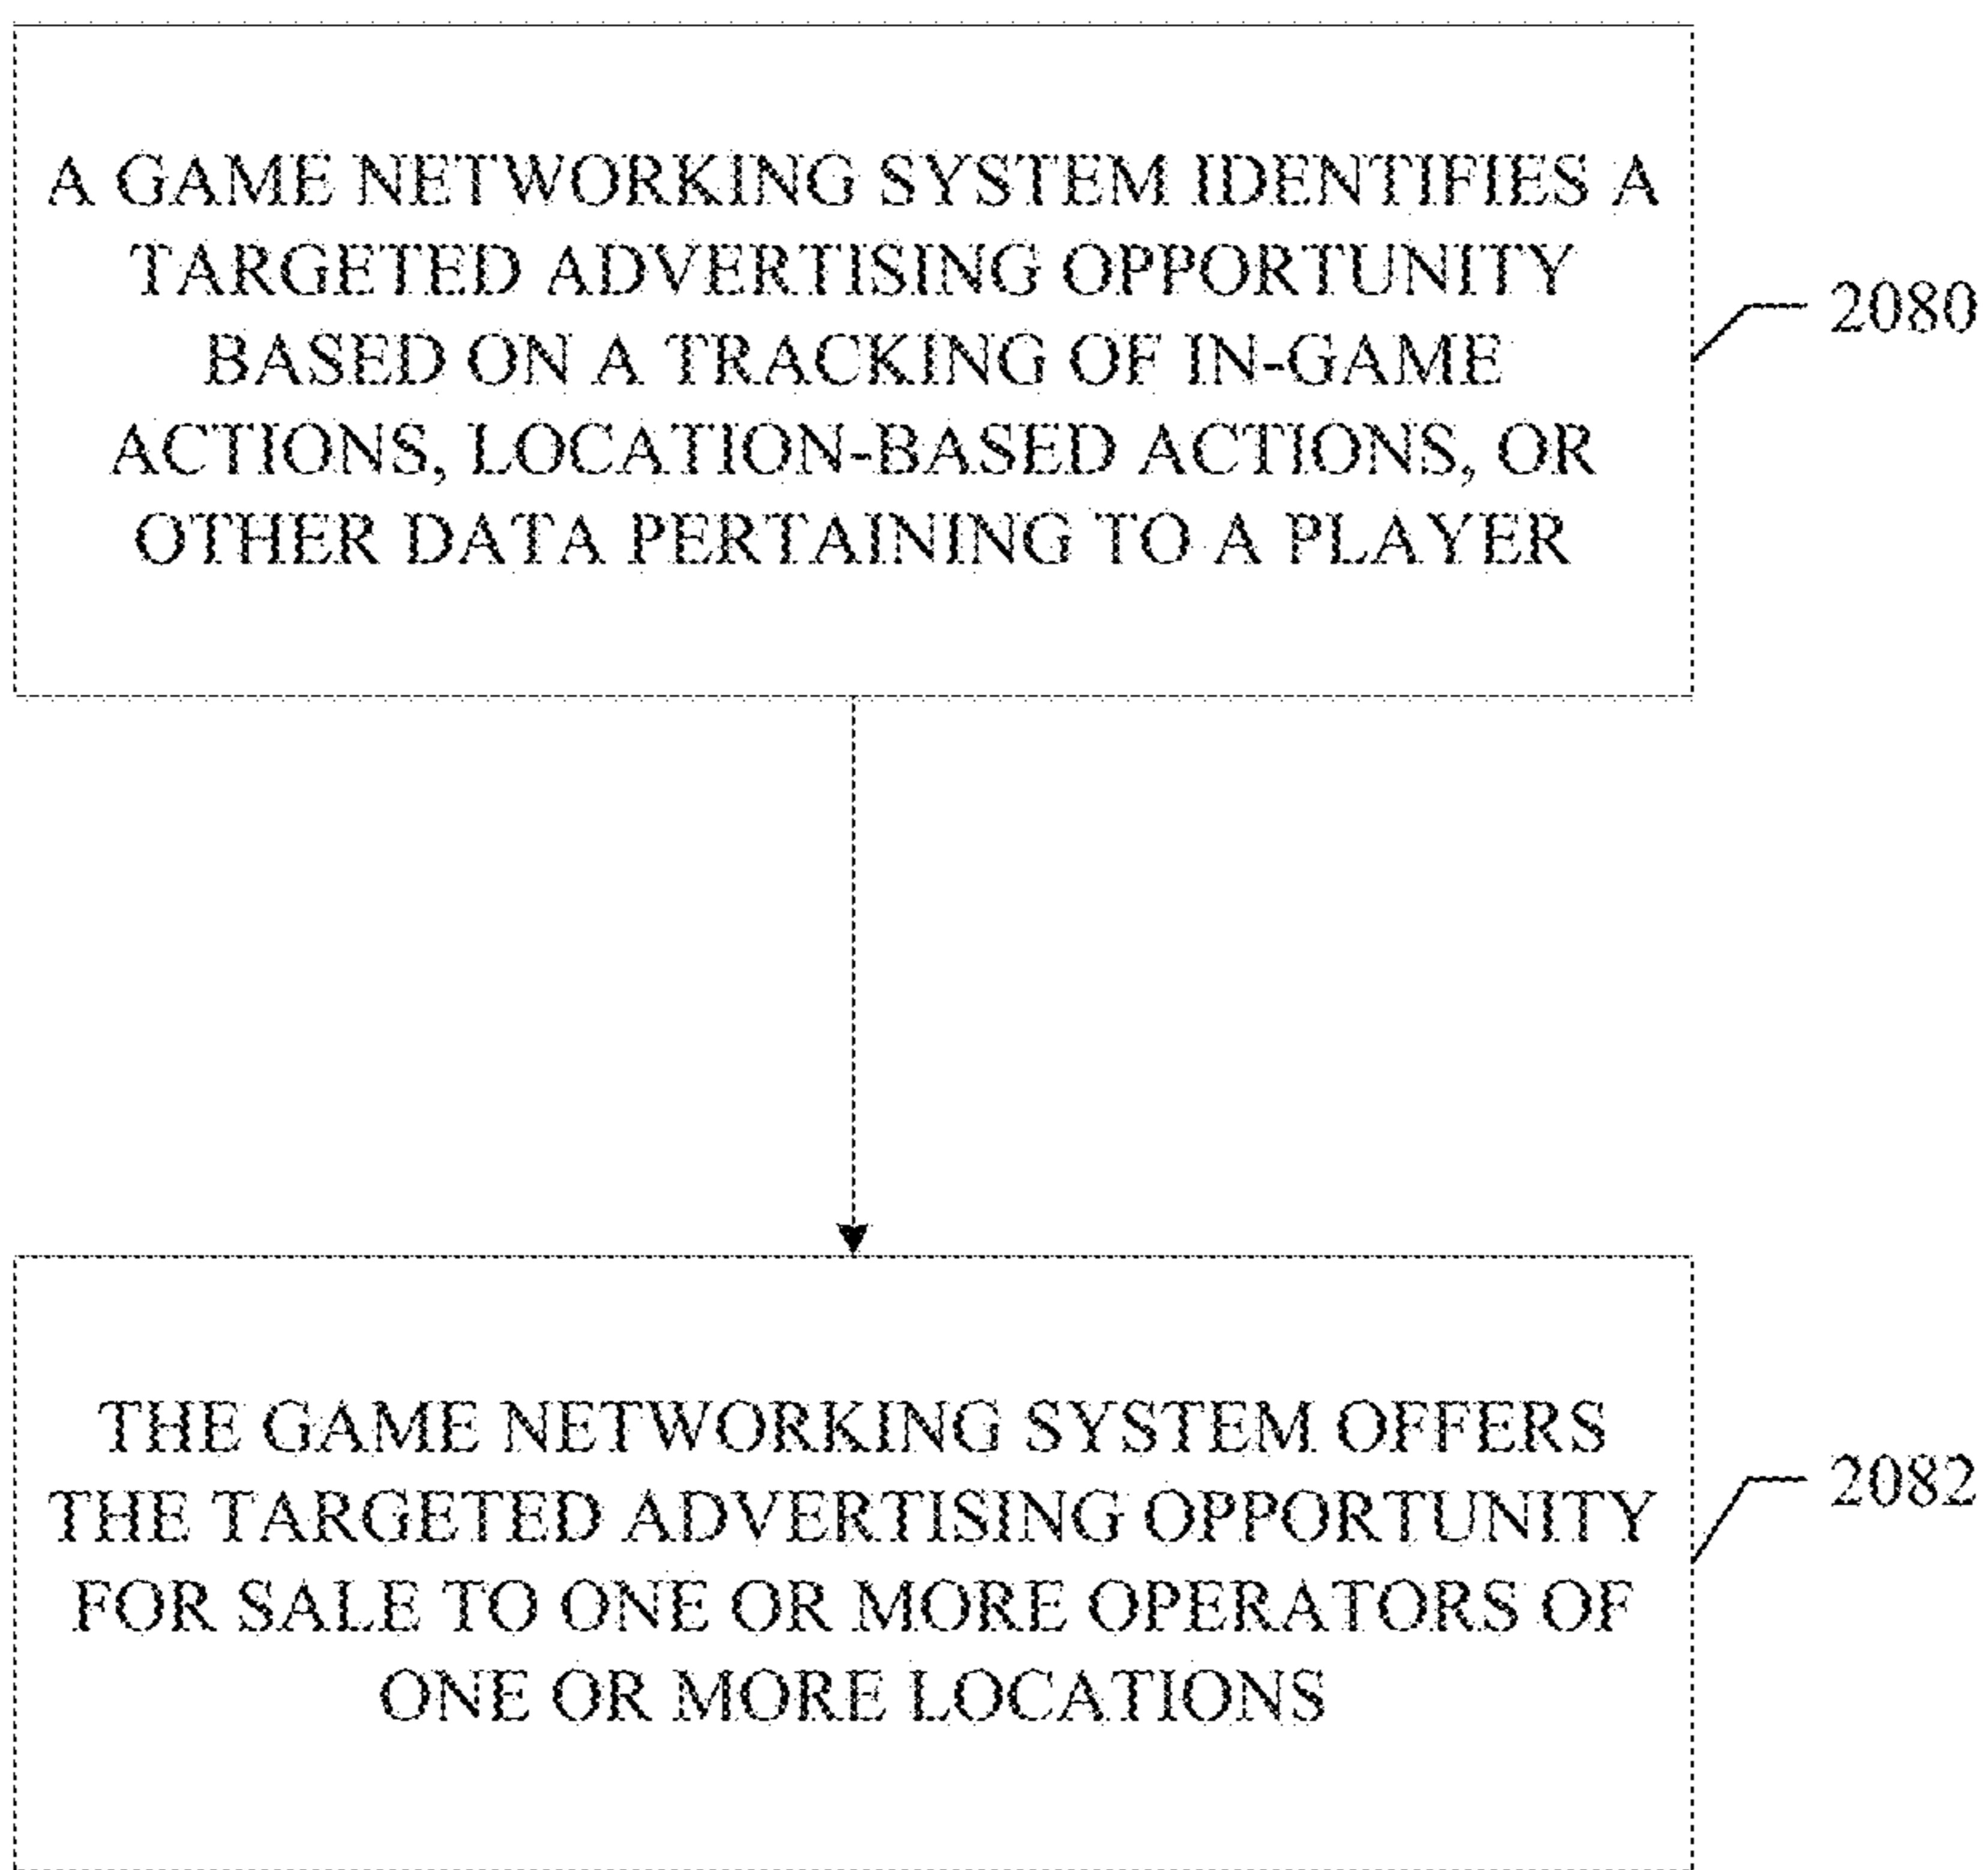 A GAME NETWORKING SYSTEM IDENTIFIES A
TARGETED ADVERTISING OPPORTUNITY
BASED ON A TRACKING OF IN-GAME
ACTIONS, LOCATION-BASED ACTIONS, OR
OTHER DATA PERTAINING TO A PLAYER
2080
THE GAME NETWORKING SYSTEM OFFERS
THE TARGETED ADVERTISING OPPORTUNITY
FOR SALE TO ONE OR MORE OPERATORS OF
ONE OR MORE LOCATIONS
2082